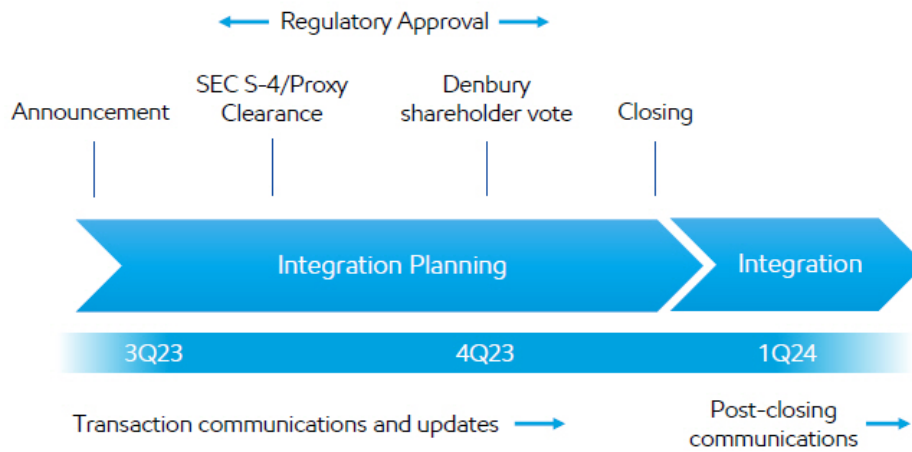 Regulatory Approval
Announcement
SEC S-4/Proxy
Clearance
Denbury
shareholder vote
Closing
Integration Planning
Integration
3Q23
4Q23
1Q24
Transaction communications and updates
Post-closing
communications